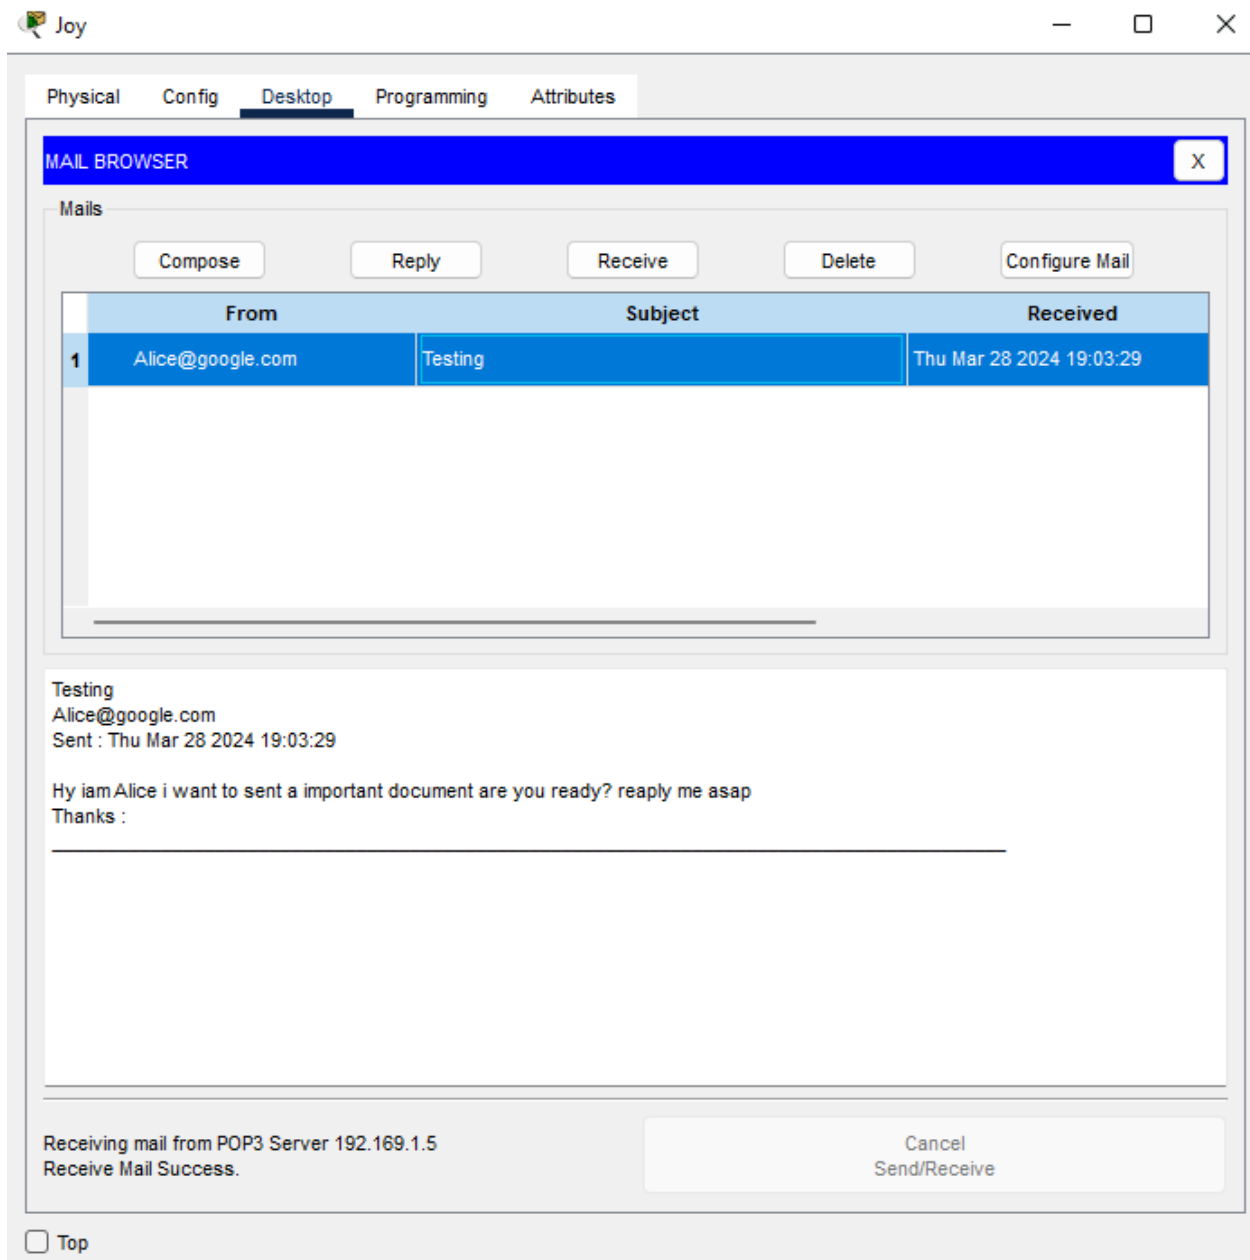 Joy
Physical Config Desktop Programming Attributes
MAIL BROWSER X
Mails
Compose Reply Receive Delete Configure Mail
From Subject Received
1 Alice@google.com Testing Thu Mar 28 2024 19:03:29
Testing
Alice@google.com
Sent : Thu Mar 28 2024 19:03:29
Hy iam Alice i want to sent a important document are you ready? reaply me asap
Thanks :
Receiving mail from POP3 Server 192.169.1.5
Receive Mail Success.
Cancel
Send/Receive
Top